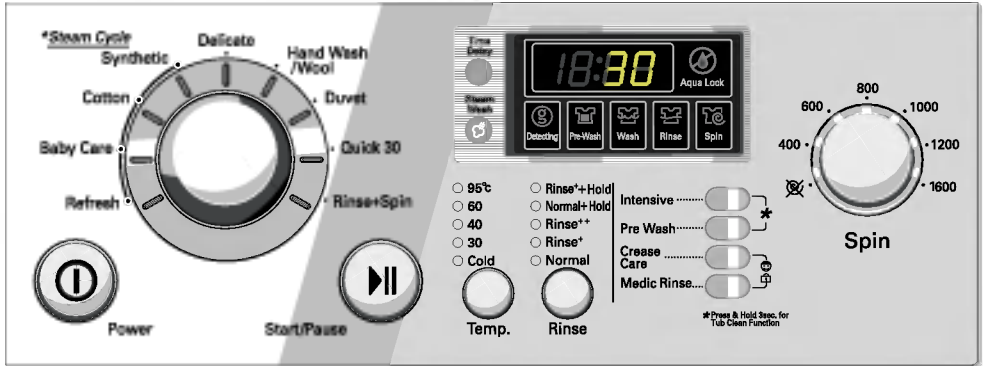 *Steam Cycle
Synthetic
Delicate
Hand Wash
/Wool
Cotton
Duvet
Baby Care
Quick 30
Refresh
Rinse+Spin
Power
Start/Pause
Time
Delay
Steam
Wash
18:30
Aqua Lock
Detecting
Pre-Wash
Wash
Rinse
Spin
95℃
60
40
30
Cold
Temp.
Rinse⁺+Hold
Normal+Hold
Rinse⁺⁺
Rinse⁺
Normal
Rinse
Intensive
Pre Wash
*
Crease
Care
Medic Rinse
*Press & Hold 3sec. for
Tub Clean Function
400
600
800
1000
1200
1600
Spin